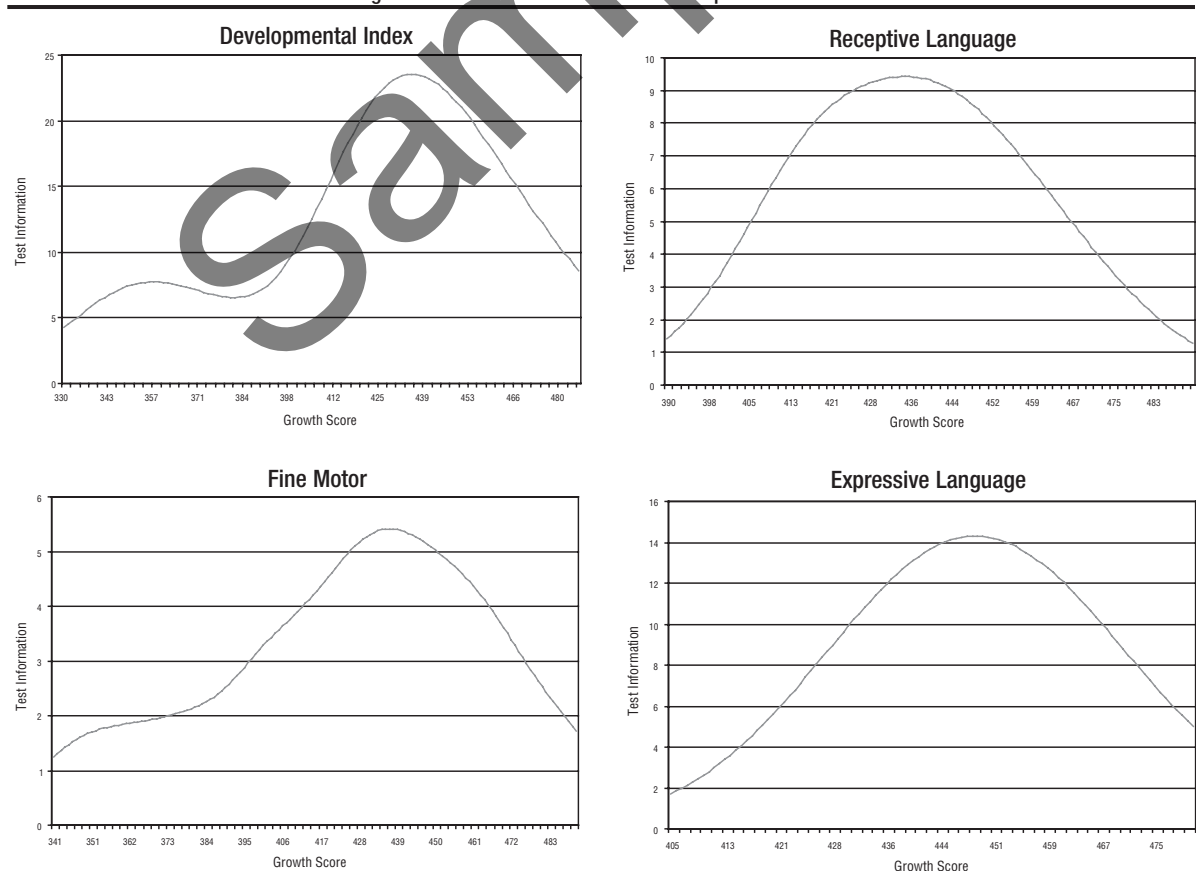 Developmental Index
25
20
15
10
5
0
Test Information
330 343 357 371 384 398 412 425 439 453 466 480
Growth Score
Receptive Language
10
9
8
7
6
5
4
3
2
1
0
Test Information
390 398 405 413 421 428 436 444 452 459 467 475 483
Growth Score
Fine Motor
6
5
4
3
2
1
0
Test Information
341 351 362 373 384 395 406 417 428 439 450 461 472 483
Growth Score
Expressive Language
16
14
12
10
8
6
4
2
0
Test Information
405 413 421 428 436 444 451 459 467 475
Growth Score